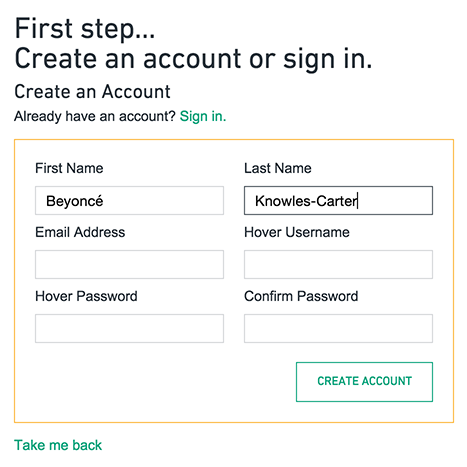 First step...
Create an account or sign in.
Create an Account
Already have an account? Sign in.
First Name
Last Name
Beyoncé
Knowles-Carter
Email Address
Hover Username
Hover Password
Confirm Password
CREATE ACCOUNT
Take me back